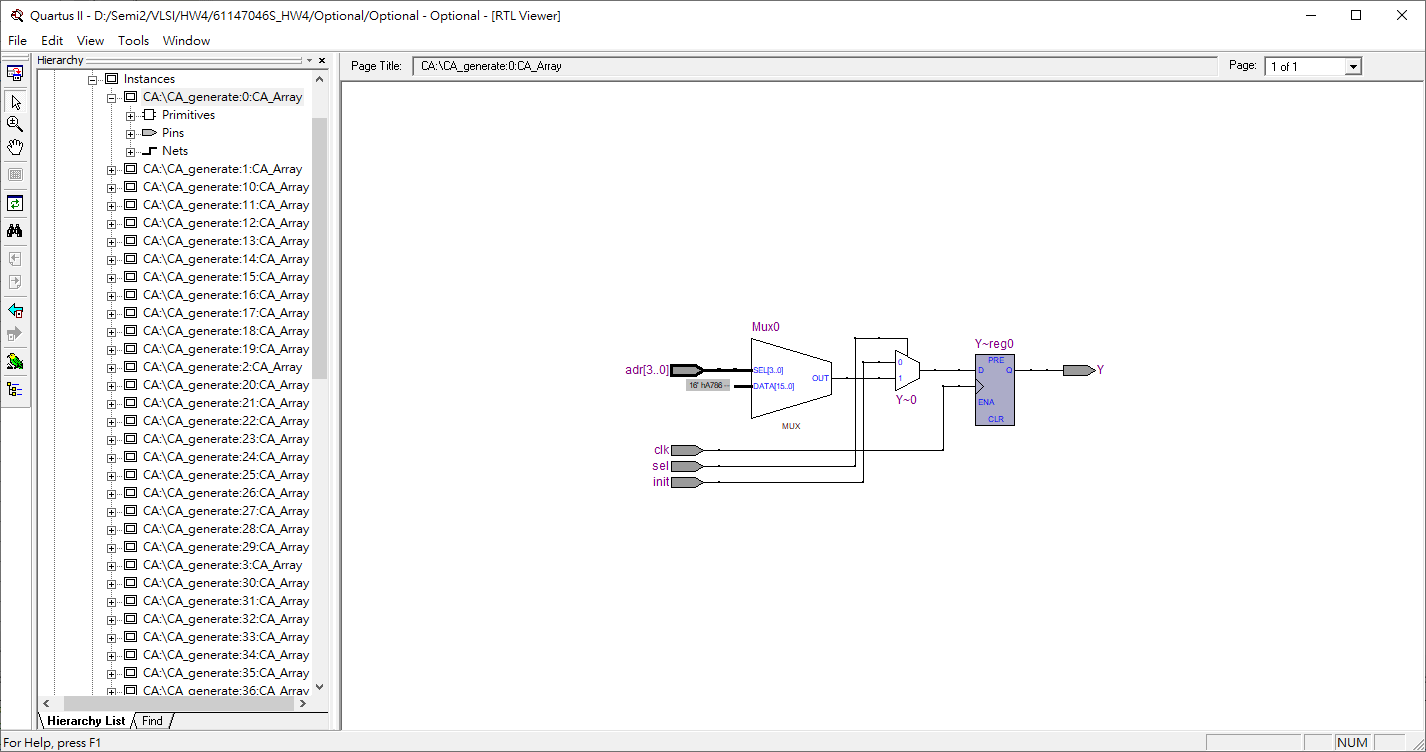 Quartus II - D:/Semi2/VLSI/HW4/61147046S_HW4/Optional/Optional - Optional - [RTL Viewer]
File Edit View Tools Window
Hierarchy
Page Title: CA:\CA_generate:0:CA_Array Page: 1 of 1
Instances
CA:\CA_generate:0:CA_Array
Primitives
Pins
Nets
CA:\CA_generate:1:CA_Array
CA:\CA_generate:10:CA_Array
CA:\CA_generate:11:CA_Array
CA:\CA_generate:12:CA_Array
CA:\CA_generate:13:CA_Array
CA:\CA_generate:14:CA_Array
CA:\CA_generate:15:CA_Array
CA:\CA_generate:16:CA_Array
CA:\CA_generate:17:CA_Array
CA:\CA_generate:18:CA_Array
CA:\CA_generate:19:CA_Array
CA:\CA_generate:2:CA_Array
CA:\CA_generate:20:CA_Array
CA:\CA_generate:21:CA_Array
CA:\CA_generate:22:CA_Array
CA:\CA_generate:23:CA_Array
CA:\CA_generate:24:CA_Array
CA:\CA_generate:25:CA_Array
CA:\CA_generate:26:CA_Array
CA:\CA_generate:27:CA_Array
CA:\CA_generate:28:CA_Array
CA:\CA_generate:29:CA_Array
CA:\CA_generate:3:CA_Array
CA:\CA_generate:30:CA_Array
CA:\CA_generate:31:CA_Array
CA:\CA_generate:32:CA_Array
CA:\CA_generate:33:CA_Array
CA:\CA_generate:34:CA_Array
CA:\CA_generate:35:CA_Array
CA:\CA_generate:36:CA_Array
Hierarchy List Find
Mux0
Y~reg0
adr[3..0] SEL[3..0] OUT 0 1 PRE D Q Y
16' hA786 -- DATA[15..0]
Y~0 ENA
MUX CLR
clk
sel
init
For Help, press F1 NUM